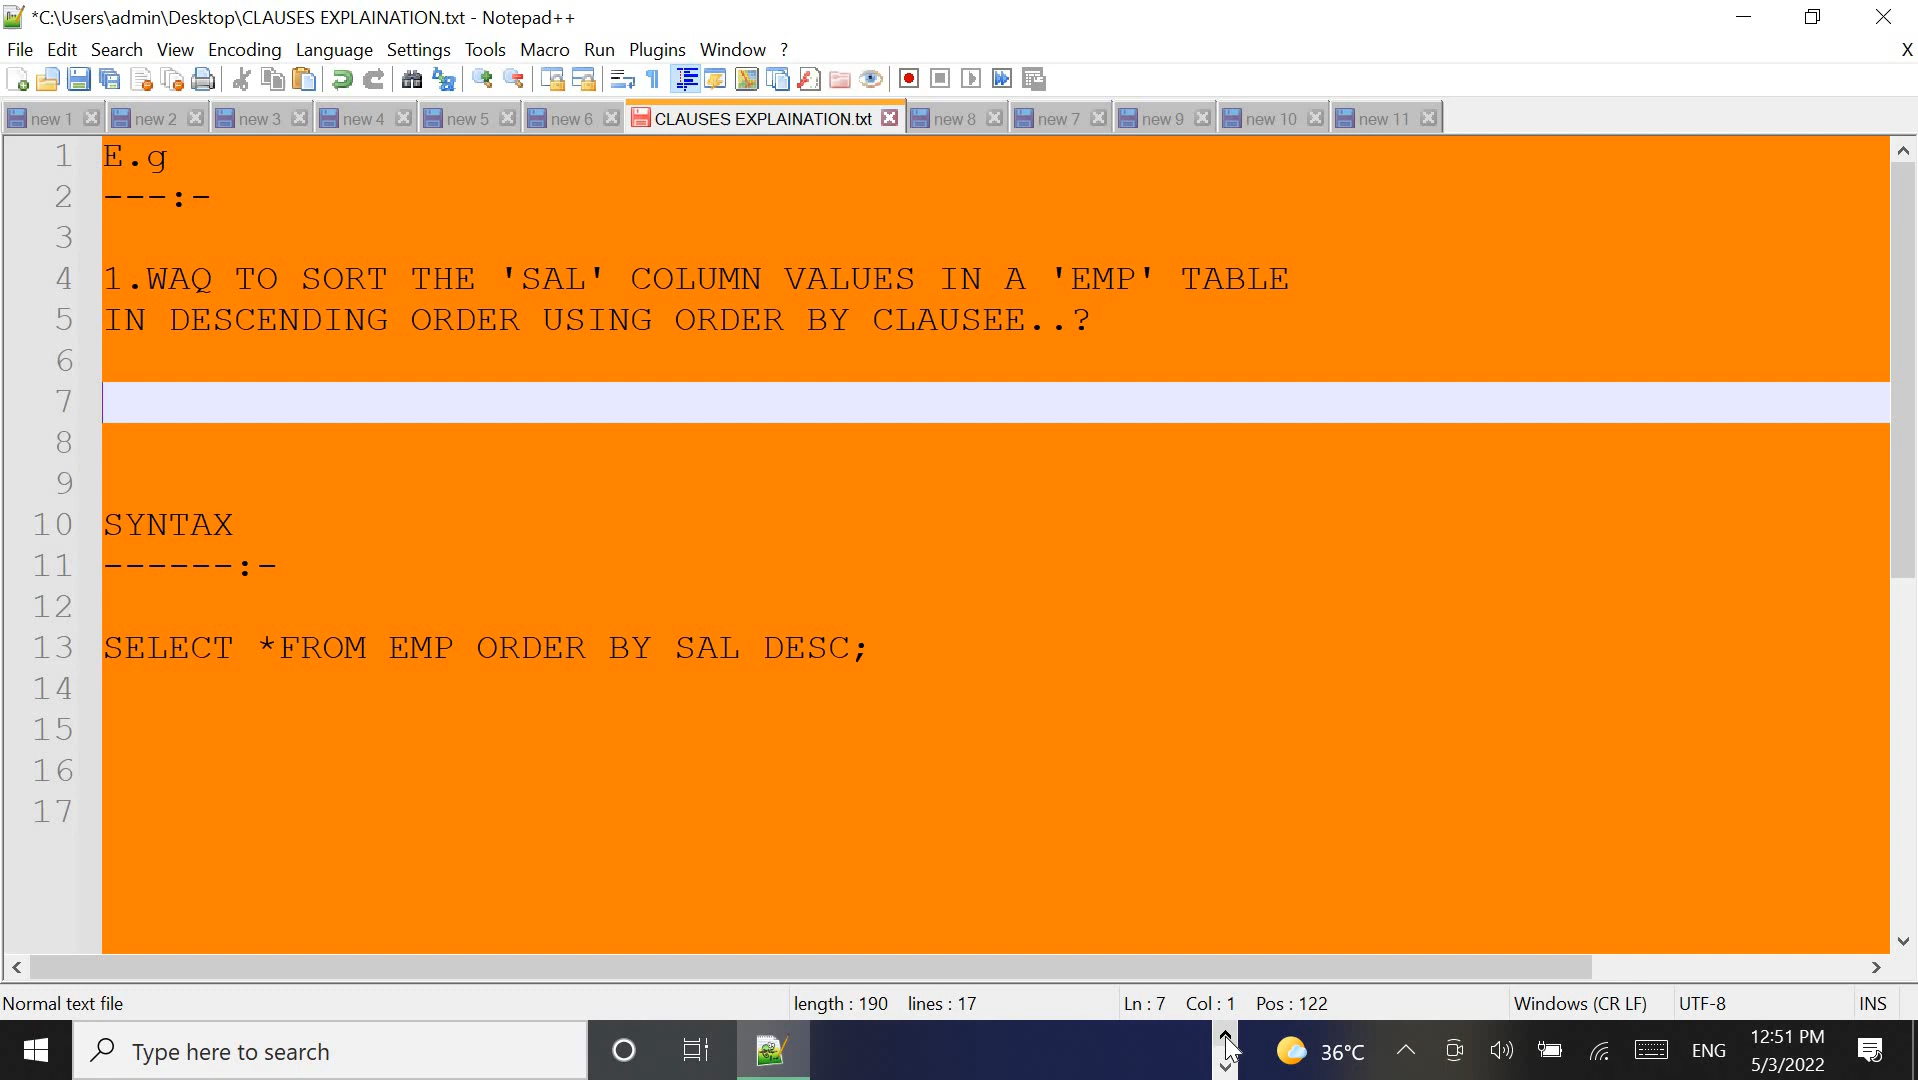 *C:\Users\admin\Desktop\CLAUSES EXPLAINATION.txt - Notepad++
File Edit Search View Encoding Language Settings Tools Macro Run Plugins Window ? X
new 1 new 2 new 3 new 4 new 5 new 6 CLAUSES EXPLAINATION.txt new 8 new 7 new 9 new 10 new 11
1 E.g
2 ---:-
3
4 1.WAQ TO SORT THE 'SAL' COLUMN VALUES IN A 'EMP' TABLE
5 IN DESCENDING ORDER USING ORDER BY CLAUSEE..?
6
7
8
9
10 SYNTAX
11 ------:-
12
13 SELECT *FROM EMP ORDER BY SAL DESC;
14
15
16
17
Normal text file length : 190 lines : 17 Ln : 7 Col : 1 Pos : 122 Windows (CR LF) UTF-8 INS
Type here to search 36°C ENG 12:51 PM
5/3/2022